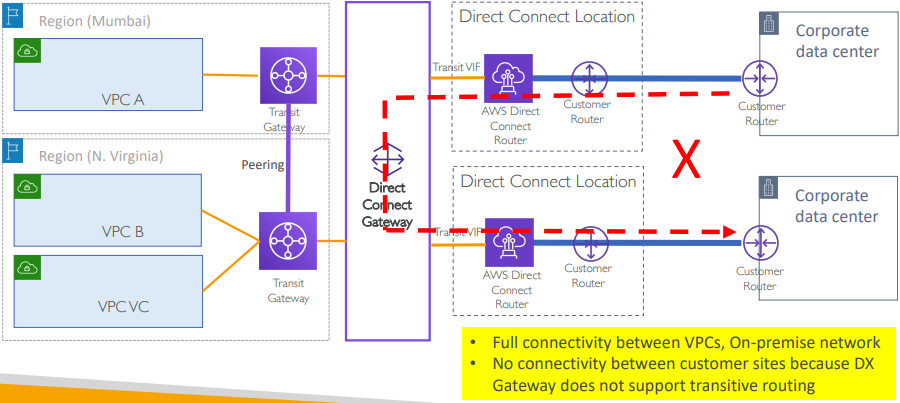 Region (Mumbai)
VPC A
Transit
Gateway
Peering
Region (N. Virginia)
VPC B
VPC VC
Transit
Gateway
Direct
Connect
Gateway
Direct Connect Location
Transit VIF
AWS Direct
Connect
Router
Customer
Router
Customer
Router
Corporate
data center
X
Direct Connect Location
Transit VIF
AWS Direct
Connect
Router
Customer
Router
Customer
Router
Corporate
data center
• Full connectivity between VPCs, On-premise network
• No connectivity between customer sites because DX
Gateway does not support transitive routing